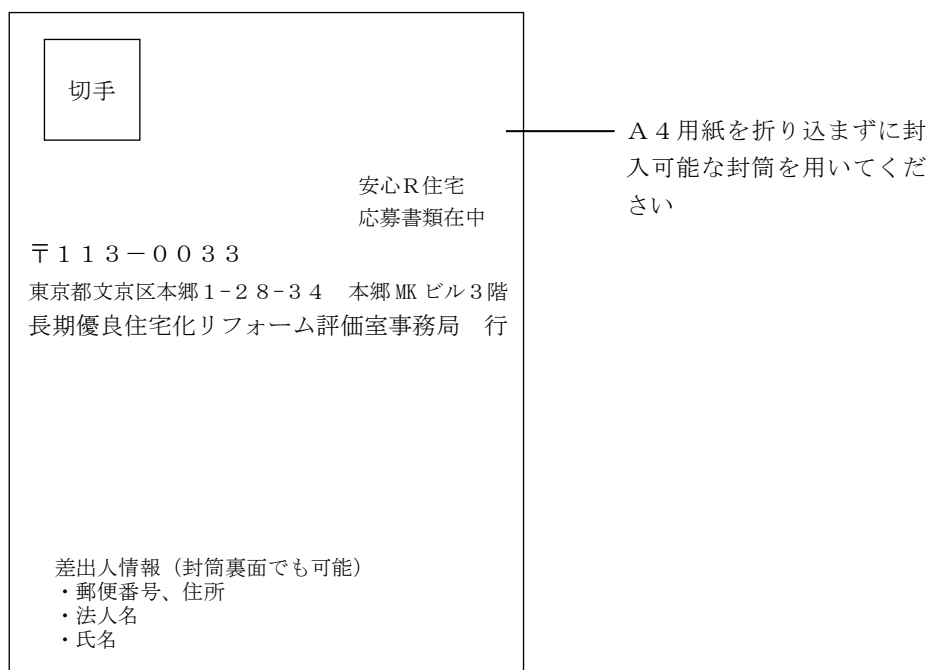 切手
Ａ４用紙を折り込まずに封
入可能な封筒を用いてくだ
さい
安心Ｒ住宅
応募書類在中
〒１１３－００３３
東京都文京区本郷１-２８-３４　本郷 MK ビル３階
長期優良住宅化リフォーム評価室事務局　行
差出人情報（封筒裏面でも可能）
・郵便番号、住所
・法人名
・氏名